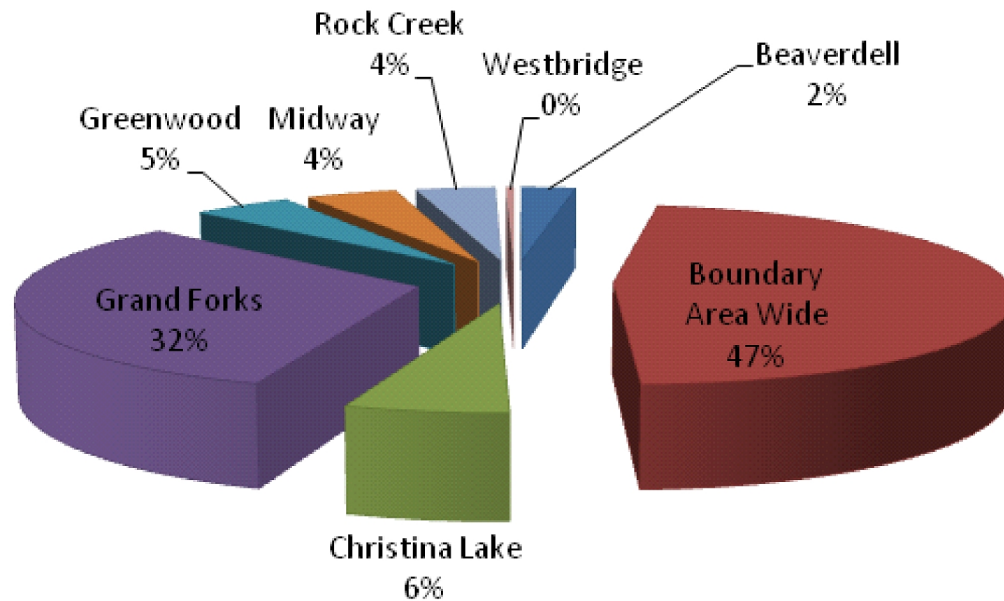 Rock Creek
4%
Westbridge
0%
Beaverdell
2%
Greenwood
5%
Midway
4%
Grand Forks
32%
Boundary
Area Wide
47%
Christina Lake
6%